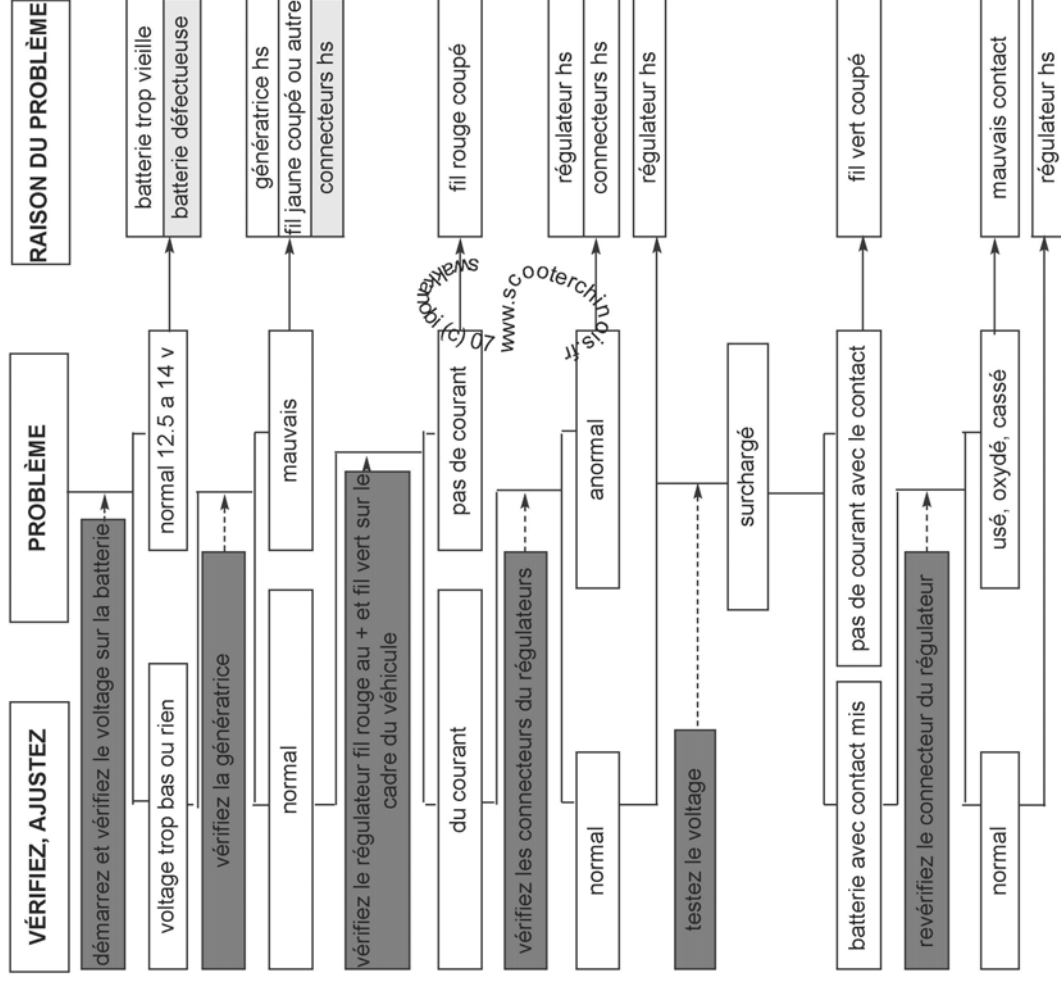 VÉRIFIEZ, AJUSTEZ
PROBLÈME
RAISON DU PROBLÈME
démarrez et vérifiez le voltage sur la batterie
voltage trop bas ou rien
normal 12.5 a 14 v
batterie trop vieille
batterie défectueuse
vérifiez la génératrice
normal
mauvais
génératrice hs
fil jaune coupé ou autre
connecteurs hs
vérifiez le régulateur fil rouge au + et fil vert sur le
cadre du véhicule
du courant
pas de courant
fil rouge coupé
swakkanoqi (c) 07
www.scooterchinois.fr
vérifiez les connecteurs du régulateurs
normal
anormal
régulateur hs
connecteurs hs
régulateur hs
testez le voltage
surchargé
batterie avec contact mis
pas de courant avec le contact
fil vert coupé
revérifiez le connecteur du régulateur
normal
usé, oxydé, cassé
mauvais contact
régulateur hs